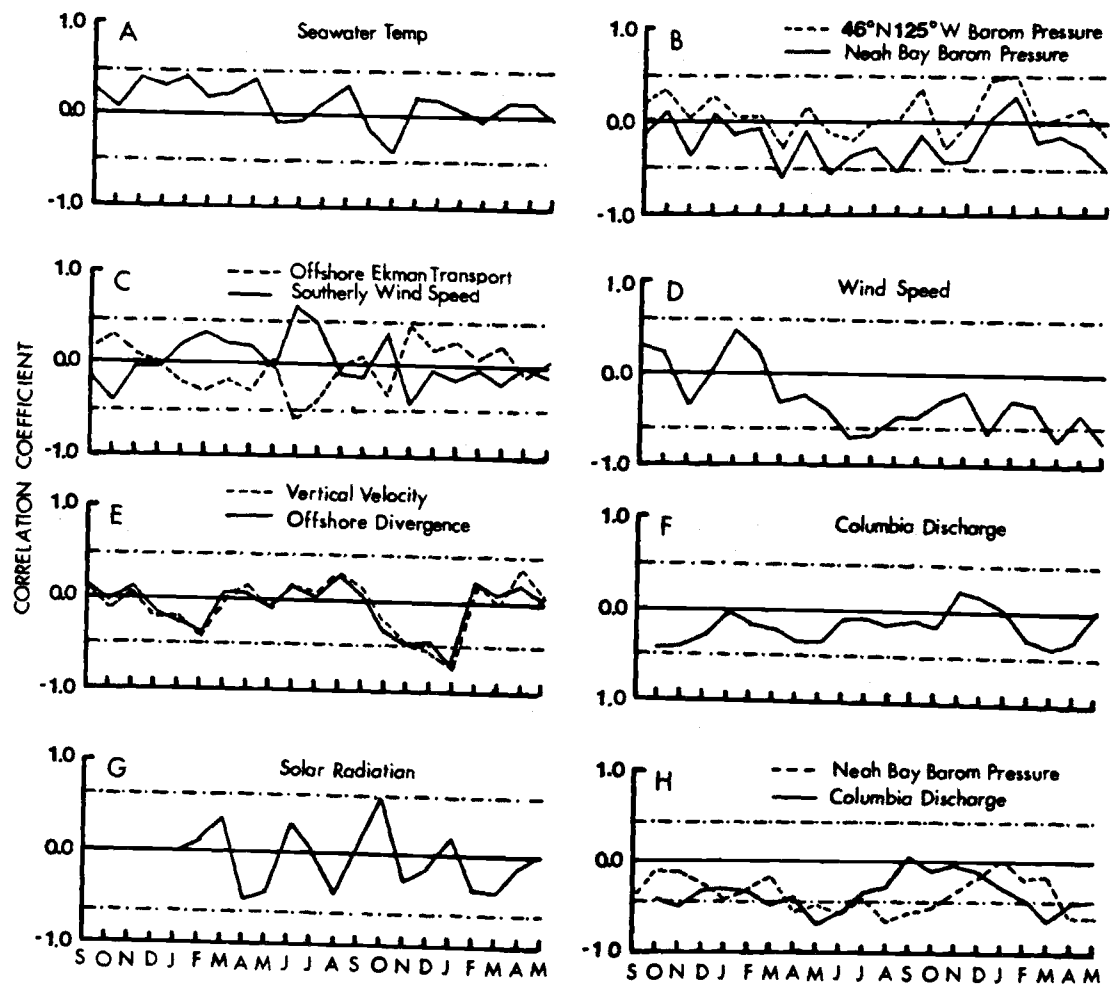 CORRELATION COEFFICIENT
A
Seawater Temp
1.0
0.0
-1.0
B
46°N 125°W Barom Pressure
Neah Bay Barom Pressure
1.0
0.0
-1.0
C
Offshore Ekman Transport
Southerly Wind Speed
1.0
0.0
-1.0
D
Wind Speed
1.0
0.0
-1.0
E
Vertical Velocity
Offshore Divergence
1.0
0.0
-1.0
F
Columbia Discharge
1.0
0.0
1.0
G
Solar Radiation
1.0
0.0
-1.0
S O N D J F M A M J J A S O N D J F M A M
H
Neah Bay Barom Pressure
Columbia Discharge
1.0
0.0
-1 0
S O N D J F M A M J J A S O N D J F M A M